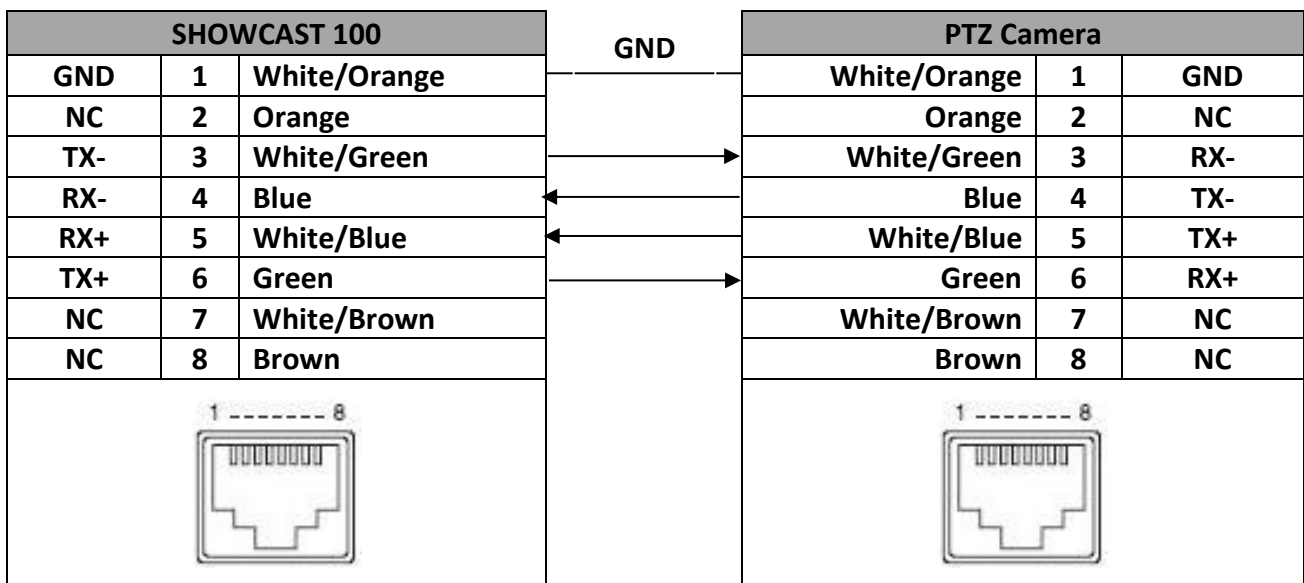 SHOWCAST 100 GND PTZ Camera
GND 1 White/Orange White/Orange 1 GND
NC 2 Orange Orange 2 NC
TX- 3 White/Green White/Green 3 RX-
RX- 4 Blue Blue 4 TX-
RX+ 5 White/Blue White/Blue 5 TX+
TX+ 6 Green Green 6 RX+
NC 7 White/Brown White/Brown 7 NC
NC 8 Brown Brown 8 NC
1 ------- 8 1 ------- 8